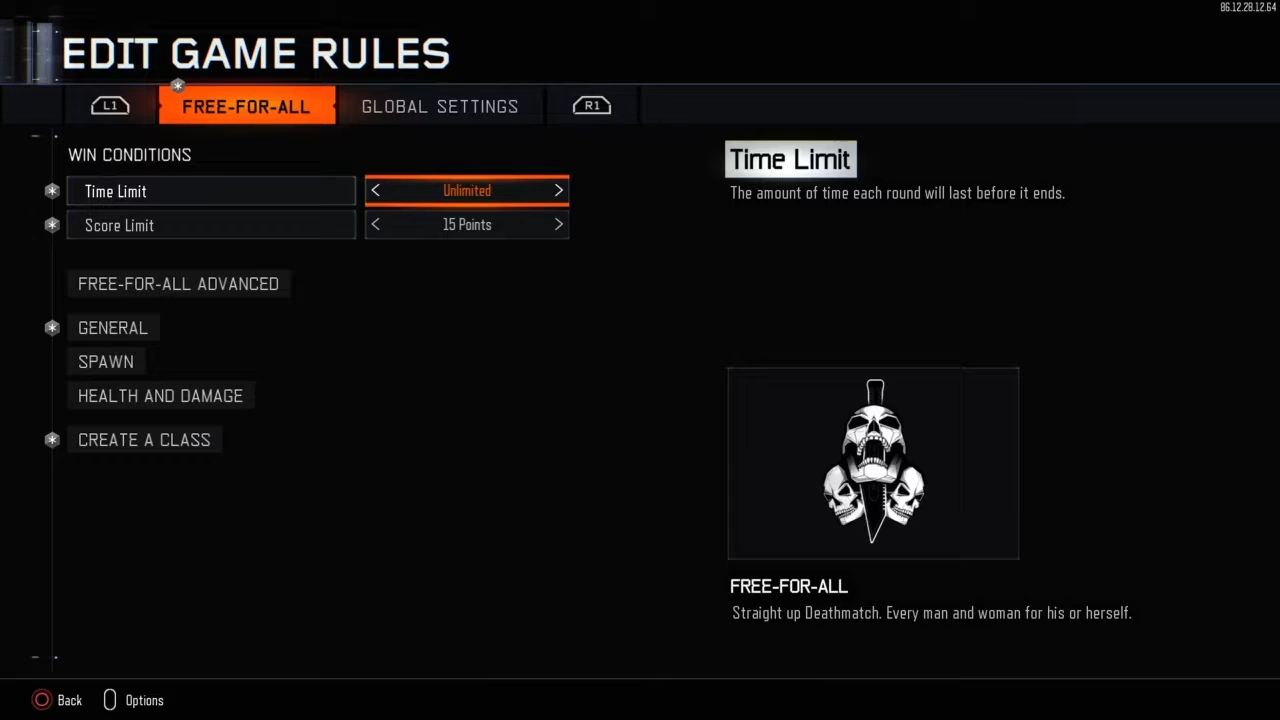 86.12.28.12.64
EDIT GAME RULES
L1
FREE-FOR-ALL
GLOBAL SETTINGS
R1
WIN CONDITIONS
Time Limit
Unlimited
Score Limit
15 Points
FREE-FOR-ALL ADVANCED
GENERAL
SPAWN
HEALTH AND DAMAGE
CREATE A CLASS
Time Limit
The amount of time each round will last before it ends.
FREE-FOR-ALL
Straight up Deathmatch. Every man and woman for his or herself.
Back
Options